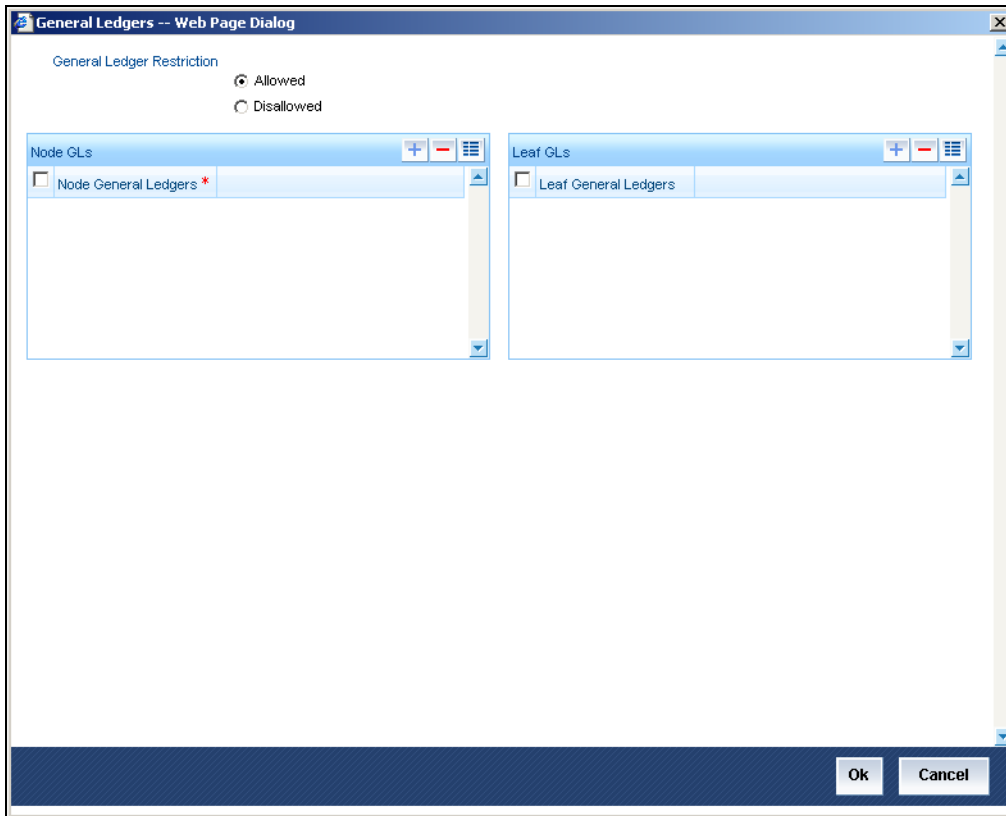 General Ledgers -- Web Page Dialog
General Ledger Restriction
Allowed
Disallowed
Node GLs
Node General Ledgers *
Leaf GLs
Leaf General Ledgers
Ok
Cancel